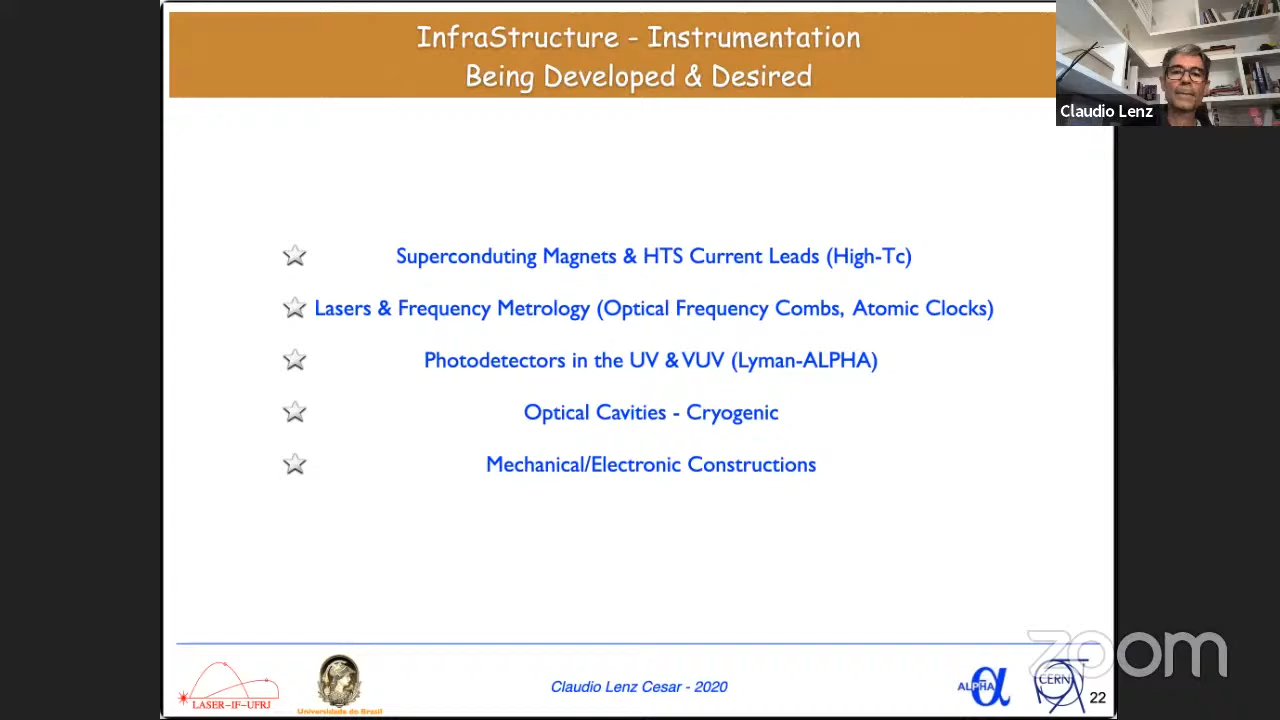 InfraStructure - Instrumentation
Being Developed & Desired
Claudio Lenz
Superconduting Magnets & HTS Current Leads (High-Tc)
Lasers & Frequency Metrology (Optical Frequency Combs, Atomic Clocks)
Photodetectors in the UV & VUV (Lyman-ALPHA)
Optical Cavities - Cryogenic
Mechanical/Electronic Constructions
zoom
LASER-IF-UFRJ
Universidade do Brasil
Claudio Lenz Cesar - 2020
ALPHA
CERN
22